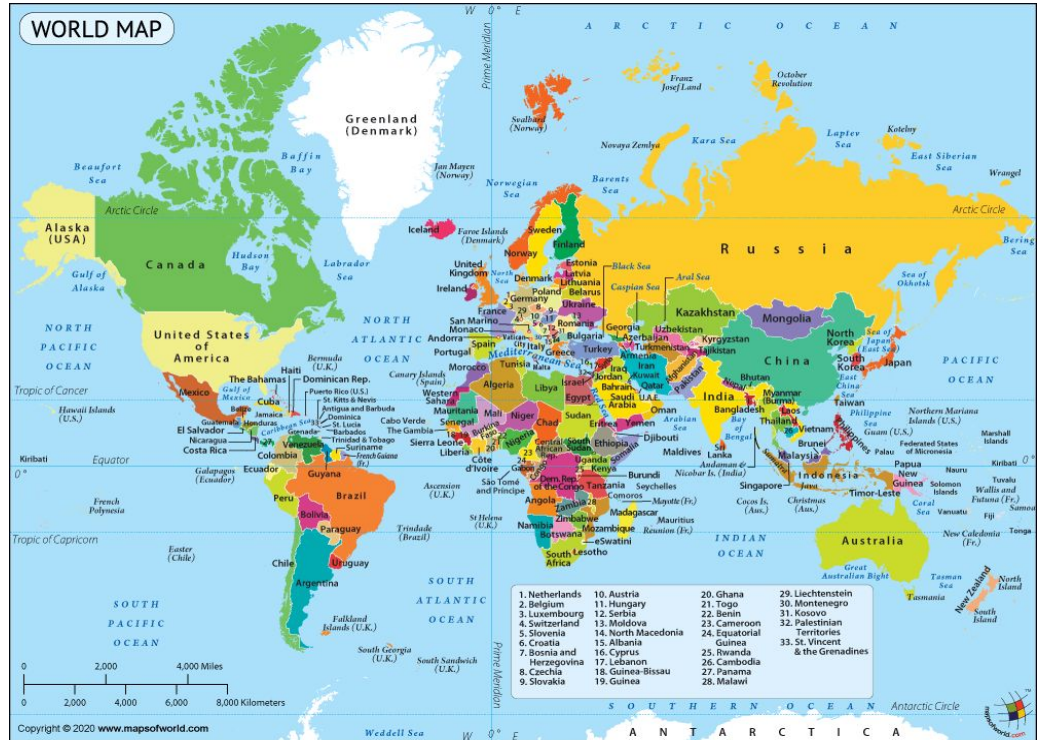 WORLD MAP
W 0° E
Prime Meridian
ARCTIC OCEAN
Franz
Josef Land
October
Revolution
Svalbard
(Norway)
Greenland
(Denmark)
Novaya Zemlya
Kara Sea
Laptev
Sea
Kotelny
East Siberian
Sea
Wrangel
Beaufort
Sea
Baffin
Bay
Jan Mayen
(Norway)
Norwegian
Sea
Barents
Sea
Arctic Circle
Arctic Circle
Alaska
(USA)
Iceland
Faroe Islands
(Denmark)
Sweden
Finland
Norway
Russia
Bering
Sea
Canada
Hudson
Bay
Labrador
Sea
Gulf of
Alaska
United
Kingdom
North
Sea
Ireland
Denmark
Estonia
Latvia
Lithuania
Belarus
Poland
Germany
Ukraine
France
Romania
Bulgaria
San Marino
Monaco
Andorra
Vatican
City
Italy
Portugal
Spain
Greece
Malta
Mediterranean Sea
Black Sea
Caspian Sea
Aral Sea
Sea of
Okhotsk
Kazakhstan
Mongolia
Georgia
Azerbaijan
Uzbekistan
Kyrgyzstan
Turkmenistan
Tajikistan
Armenia
Turkey
China
North
Korea
South
Korea
Sea of
Japan
(East Sea)
Japan
NORTH
PACIFIC
OCEAN
United States
of America
NORTH
ATLANTIC
OCEAN
PACIFIC
OCEAN
Bermuda
(U.K.)
Canary Islands
(Spain)
Morocco
Algeria
Tunisia
Libya
Egypt
Israel
Jordan
Iraq
Iran
Kuwait
Bahrain
Qatar
Saudi
Arabia
U.A.E.
Oman
Yemen
Red Sea
Afghanistan
Pakistan
India
Nepal
Bhutan
Bangladesh
Myanmar
(Burma)
Laos
Thailand
Vietnam
East
China
Sea
Taiwan
Philippine
Sea
Philippines
Tropic of Cancer
Tropic of Cancer
Hawaii Islands
(U.S.)
Mexico
Gulf of
Mexico
The Bahamas
Cuba
Haiti
Dominican Rep.
Puerto Rico (U.S.)
St. Kitts & Nevis
Antigua and Barbuda
Dominica
St. Lucia
Barbados
Grenada
Trinidad & Tobago
Jamaica
Belize
Guatemala
Honduras
El Salvador
Nicaragua
Costa Rica
Caribbean Sea
Venezuela
Colombia
Guyana
Suriname
French Guiana
(Fr.)
Ecuador
Western
Sahara
Mauritania
Cabo Verde
Senegal
The Gambia
Sierra Leone
Liberia
Mali
Burkina
Faso
Niger
Nigeria
Chad
Sudan
Eritrea
Djibouti
Ethiopia
Somalia
South
Sudan
Central
African Rep.
Côte
d'Ivoire
São Tomé
and Principe
Gabon
Congo
Dem. Rep.
of the Congo
Uganda
Kenya
Burundi
Tanzania
Seychelles
Comoros
Mayotte (Fr.)
Arabian
Sea
Bay
of
Bengal
Maldives
Sri
Lanka
Andaman &
Nicobar Is. (India)
Northern Mariana
Islands (U.S.)
Guam (U.S.)
Marshall
Islands
Federated States
of Micronesia
Palau
Brunei
Malaysia
Singapore
Sumatra
Java
Indonesia
Timor-Leste
Papua
New
Guinea
Solomon
Islands
Nauru
Kiribati
Tuvalu
Wallis and
Futuna (Fr.)
Samoa
Vanuatu
Fiji
Tonga
New Caledonia
(Fr.)
Coral
Sea
Cocos Is.
(Aus.)
Christmas
(Aus.)
Kiribati
Equator
0°
0°
Galapagos
(Ecuador)
French
Polynesia
Peru
Brazil
Bolivia
Paraguay
Chile
Argentina
Uruguay
Ascension
(U.K.)
St Helena
(U.K.)
Trindade
(Brazil)
Easter
(Chile)
Tropic of Capricorn
Angola
Zambia
Zimbabwe
Namibia
Botswana
Mozambique
Madagascar
Mauritius
Reunion (Fr.)
eSwatini
Lesotho
South
Africa
INDIAN
OCEAN
Australia
Great
Australian Bight
Tasman
Sea
Tasmania
New Zealand
North
Island
South
Island
SOUTH
PACIFIC
OCEAN
SOUTH
ATLANTIC
OCEAN
Falkland
Islands (U.K.)
South Georgia
(U.K.)
South Sandwich
(U.K.)
Prime Meridian
1. Netherlands
2. Belgium
3. Luxembourg
4. Switzerland
5. Slovenia
6. Croatia
7. Bosnia and
Herzegovina
8. Czechia
9. Slovakia
10. Austria
11. Hungary
12. Serbia
13. Moldova
14. North Macedonia
15. Albania
16. Cyprus
17. Lebanon
18. Guinea-Bissau
19. Guinea
20. Ghana
21. Togo
22. Benin
23. Cameroon
24. Equatorial
Guinea
25. Rwanda
26. Cambodia
27. Panama
28. Malawi
29. Liechtenstein
30. Montenegro
31. Kosovo
32. Palestinian
Territories
33. St. Vincent
& the Grenadines
0 2,000 4,000 Miles
0 2,000 4,000 6,000 8,000 Kilometers
SOUTHERN OCEAN
Antarctic Circle
Weddell Sea
ANTARCTICA
Copyright © 2020 www.mapsofworld.com
mapsofworld.com